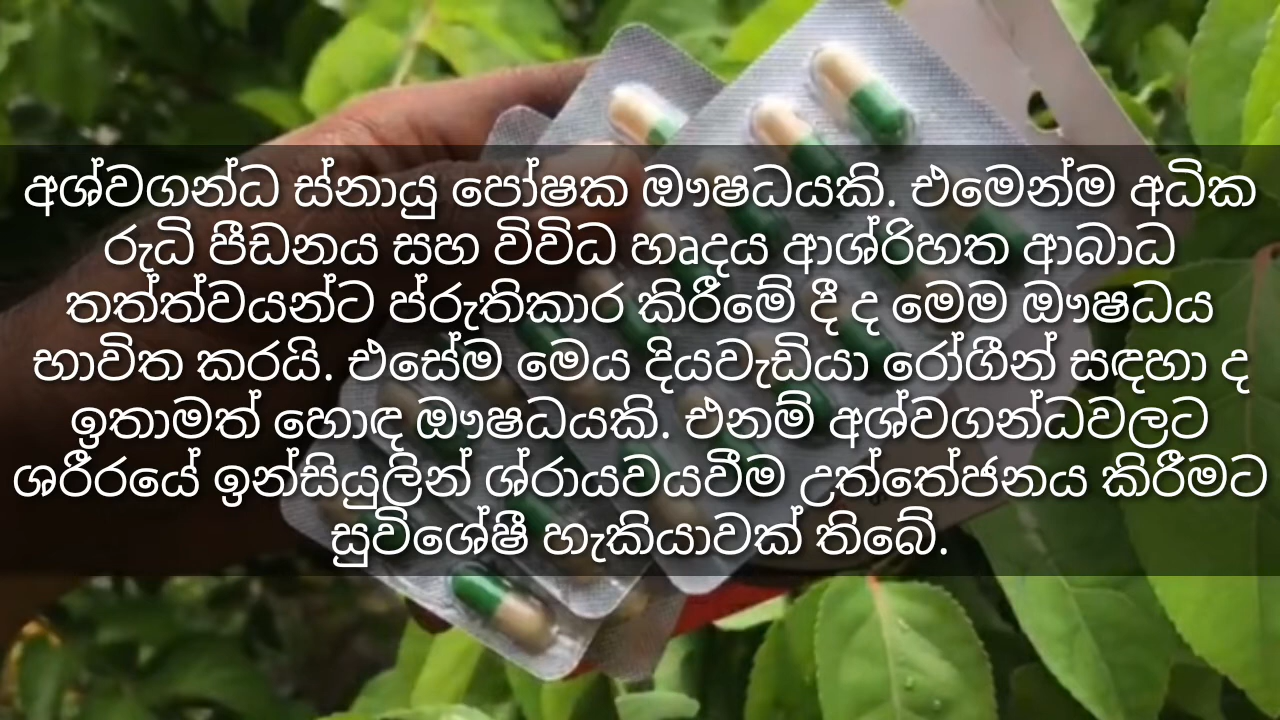 අශ්වගන්ධ ස්නායු පෝෂක ඖෂධයකි. එමෙන්ම අධික
රුධි පීඩනය සහ විවිධ හෘදය ආශ්රිහත ආබාධ
තත්ත්වයන්ට ප්රුතිකාර කිරීමේ දී ද මෙම ඖෂධය
භාවිත කරයි. එසේම මෙය දියවැඩියා රෝගීන් සඳහා ද
ඉතාමත් හොඳ ඖෂධයකි. එනම් අශ්වගන්ධවලට
ශරීරයේ ඉන්සියුලින් ශ්රායවයවීම උත්තේජනය කිරීමට
සුවිශේෂී හැකියාවක් තිබේ.